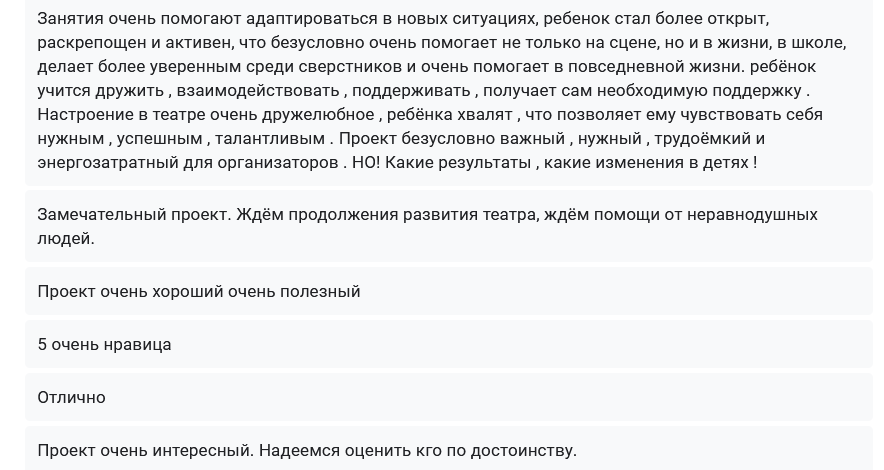 Занятия очень помогают адаптироваться в новых ситуациях, ребенок стал более открыт,
раскрепощен и активен, что безусловно очень помогает не только на сцене, но и в жизни, в школе,
делает более уверенным среди сверстников и очень помогает в повседневной жизни. ребёнок
учится дружить , взаимодействовать , поддерживать , получает сам необходимую поддержку .
Настроение в театре очень дружелюбное , ребёнка хвалят , что позволяет ему чувствовать себя
нужным , успешным , талантливым . Проект безусловно важный , нужный , трудоёмкий и
энергозатратный для организаторов . НО! Какие результаты , какие изменения в детях !
Замечательный проект. Ждём продолжения развития театра, ждём помощи от неравнодушных
людей.
Проект очень хороший очень полезный
5 очень нравица
Отлично
Проект очень интересный. Надеемся оценить кго по достоинству.